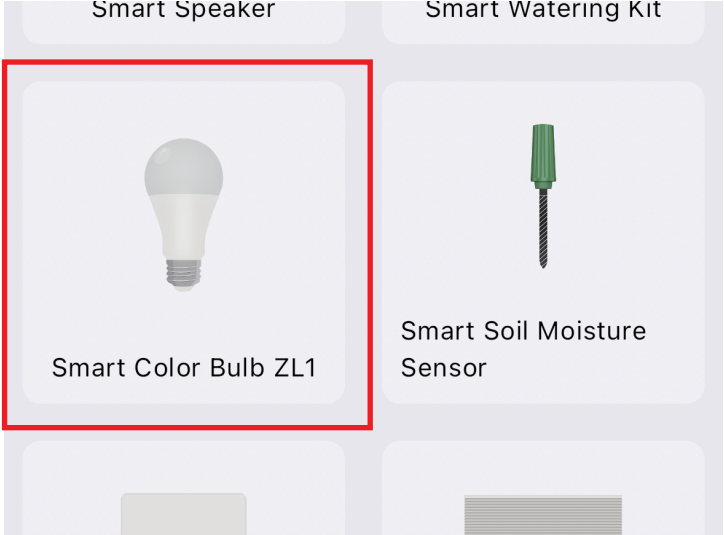 Smart Speaker
Smart Watering Kit
Smart Color Bulb ZL1
Smart Soil Moisture
Sensor